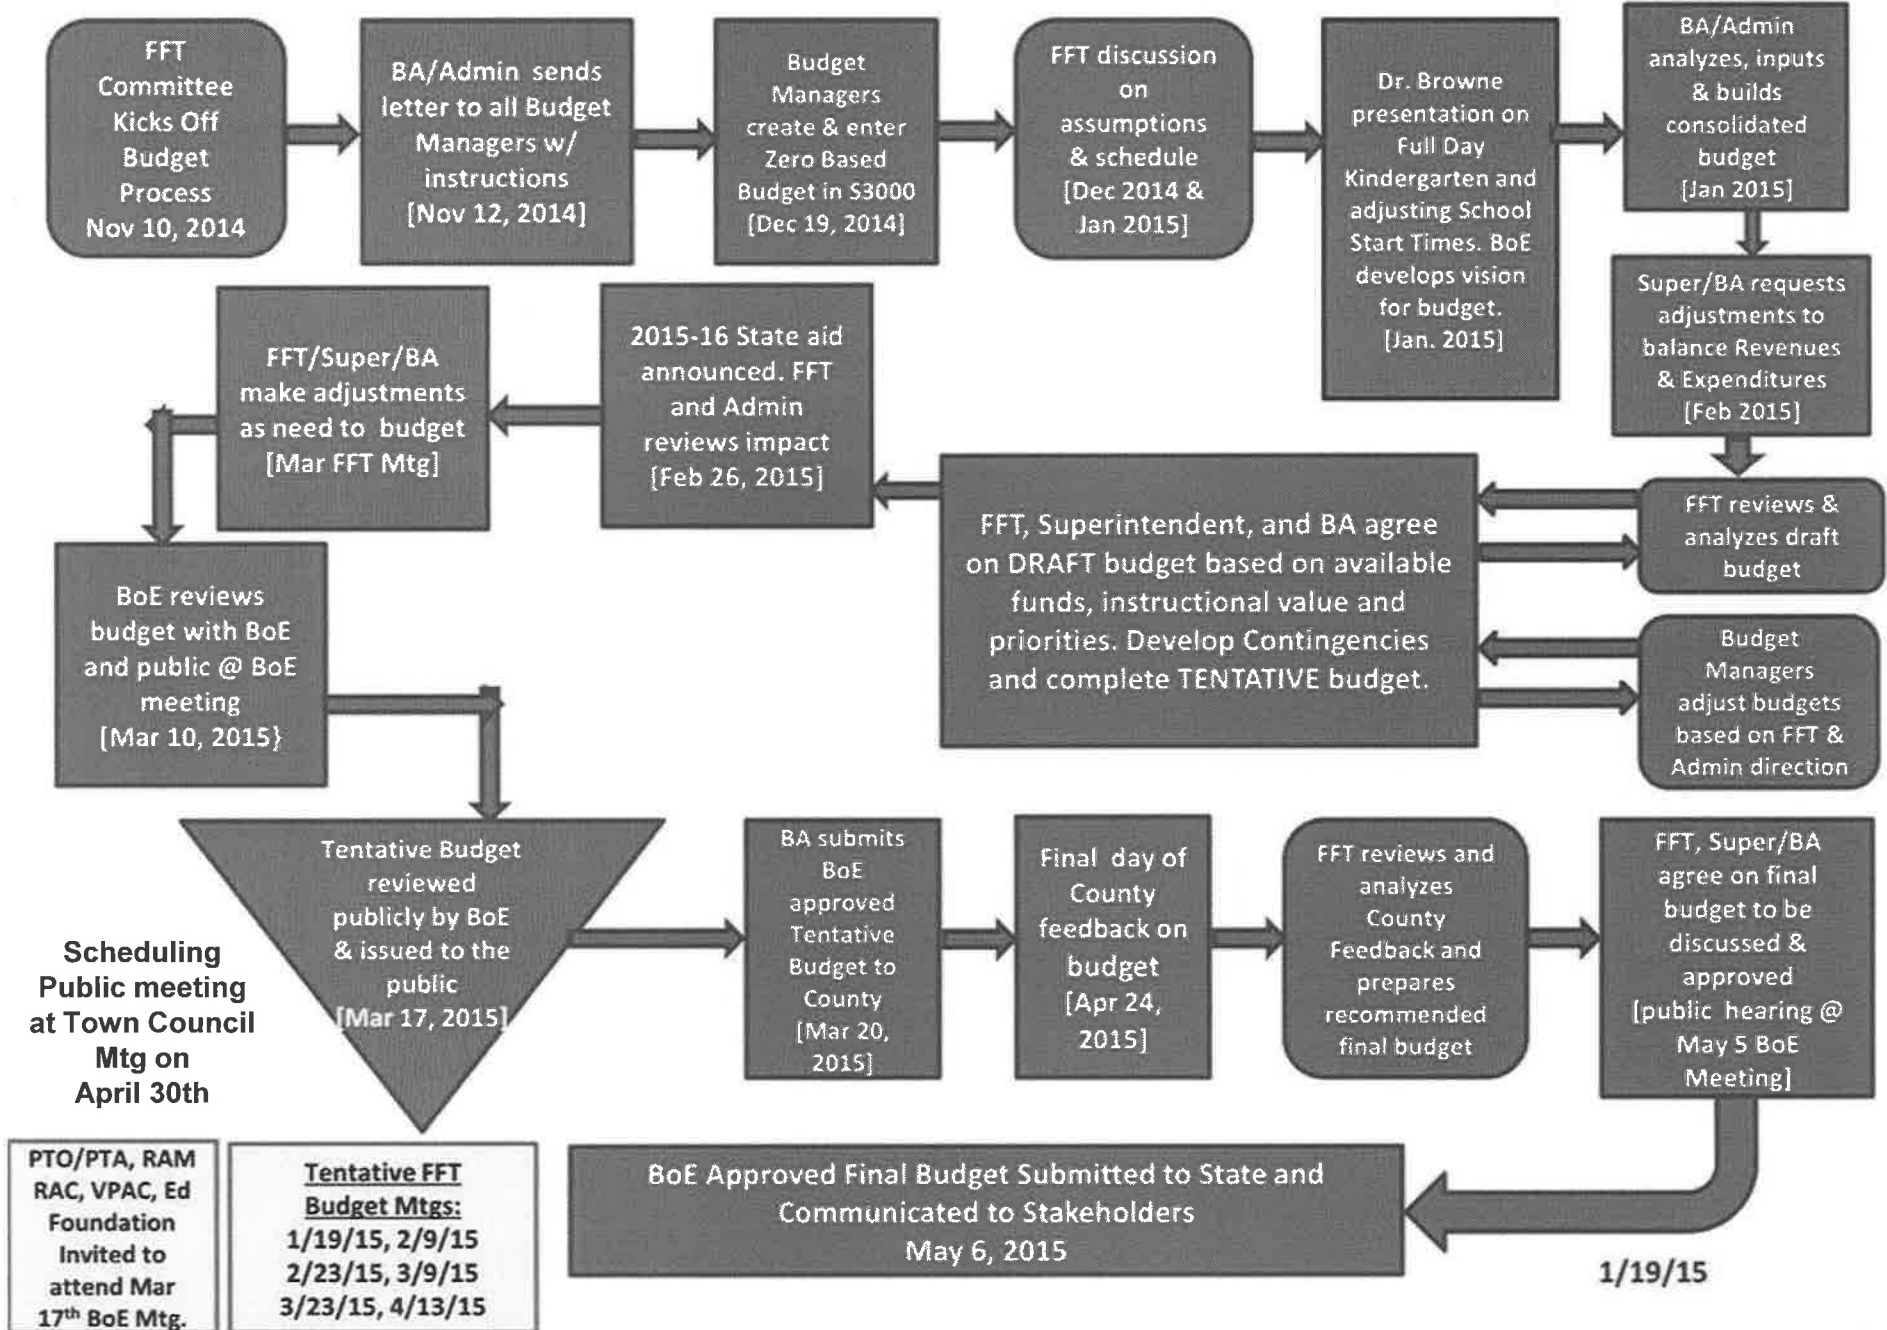 FFT
Committee
Kicks Off
Budget
Process
Nov 10, 2014
BA/Admin sends
letter to all Budget
Managers w/
instructions
[Nov 12, 2014]
Budget
Managers
create & enter
Zero Based
Budget in S3000
[Dec 19, 2014]
FFT discussion
on
assumptions
& schedule
[Dec 2014 &
Jan 2015]
Dr. Browne
presentation on
Full Day
Kindergarten and
adjusting School
Start Times. BoE
develops vision
for budget.
[Jan. 2015]
BA/Admin
analyzes, inputs
& builds
consolidated
budget
[Jan 2015]
Super/BA requests
adjustments to
balance Revenues
& Expenditures
[Feb 2015]
FFT reviews &
analyzes draft
budget
Budget
Managers
adjust budgets
based on FFT &
Admin direction
FFT, Superintendent, and BA agree
on DRAFT budget based on available
funds, instructional value and
priorities. Develop Contingencies
and complete TENTATIVE budget.
2015-16 State aid
announced. FFT
and Admin
reviews impact
[Feb 26, 2015]
FFT/Super/BA
make adjustments
as need to budget
[Mar FFT Mtg]
BoE reviews
budget with BoE
and public @ BoE
meeting
[Mar 10, 2015}
Tentative Budget
reviewed
publicly by BoE
& issued to the
public
[Mar 17, 2015]
BA submits
BoE
approved
Tentative
Budget to
County
[Mar 20,
2015]
Final day of
County
feedback on
budget
[Apr 24,
2015]
FFT reviews and
analyzes
County
Feedback and
prepares
recommended
final budget
FFT, Super/BA
agree on final
budget to be
discussed &
approved
[public hearing @
May 5 BoE
Meeting]
BoE Approved Final Budget Submitted to State and
Communicated to Stakeholders
May 6, 2015
Scheduling
Public meeting
at Town Council
Mtg on
April 30th
PTO/PTA, RAM
RAC, VPAC, Ed
Foundation
Invited to
attend Mar
17th BoE Mtg.
Tentative FFT
Budget Mtgs:
1/19/15, 2/9/15
2/23/15, 3/9/15
3/23/15, 4/13/15
1/19/15